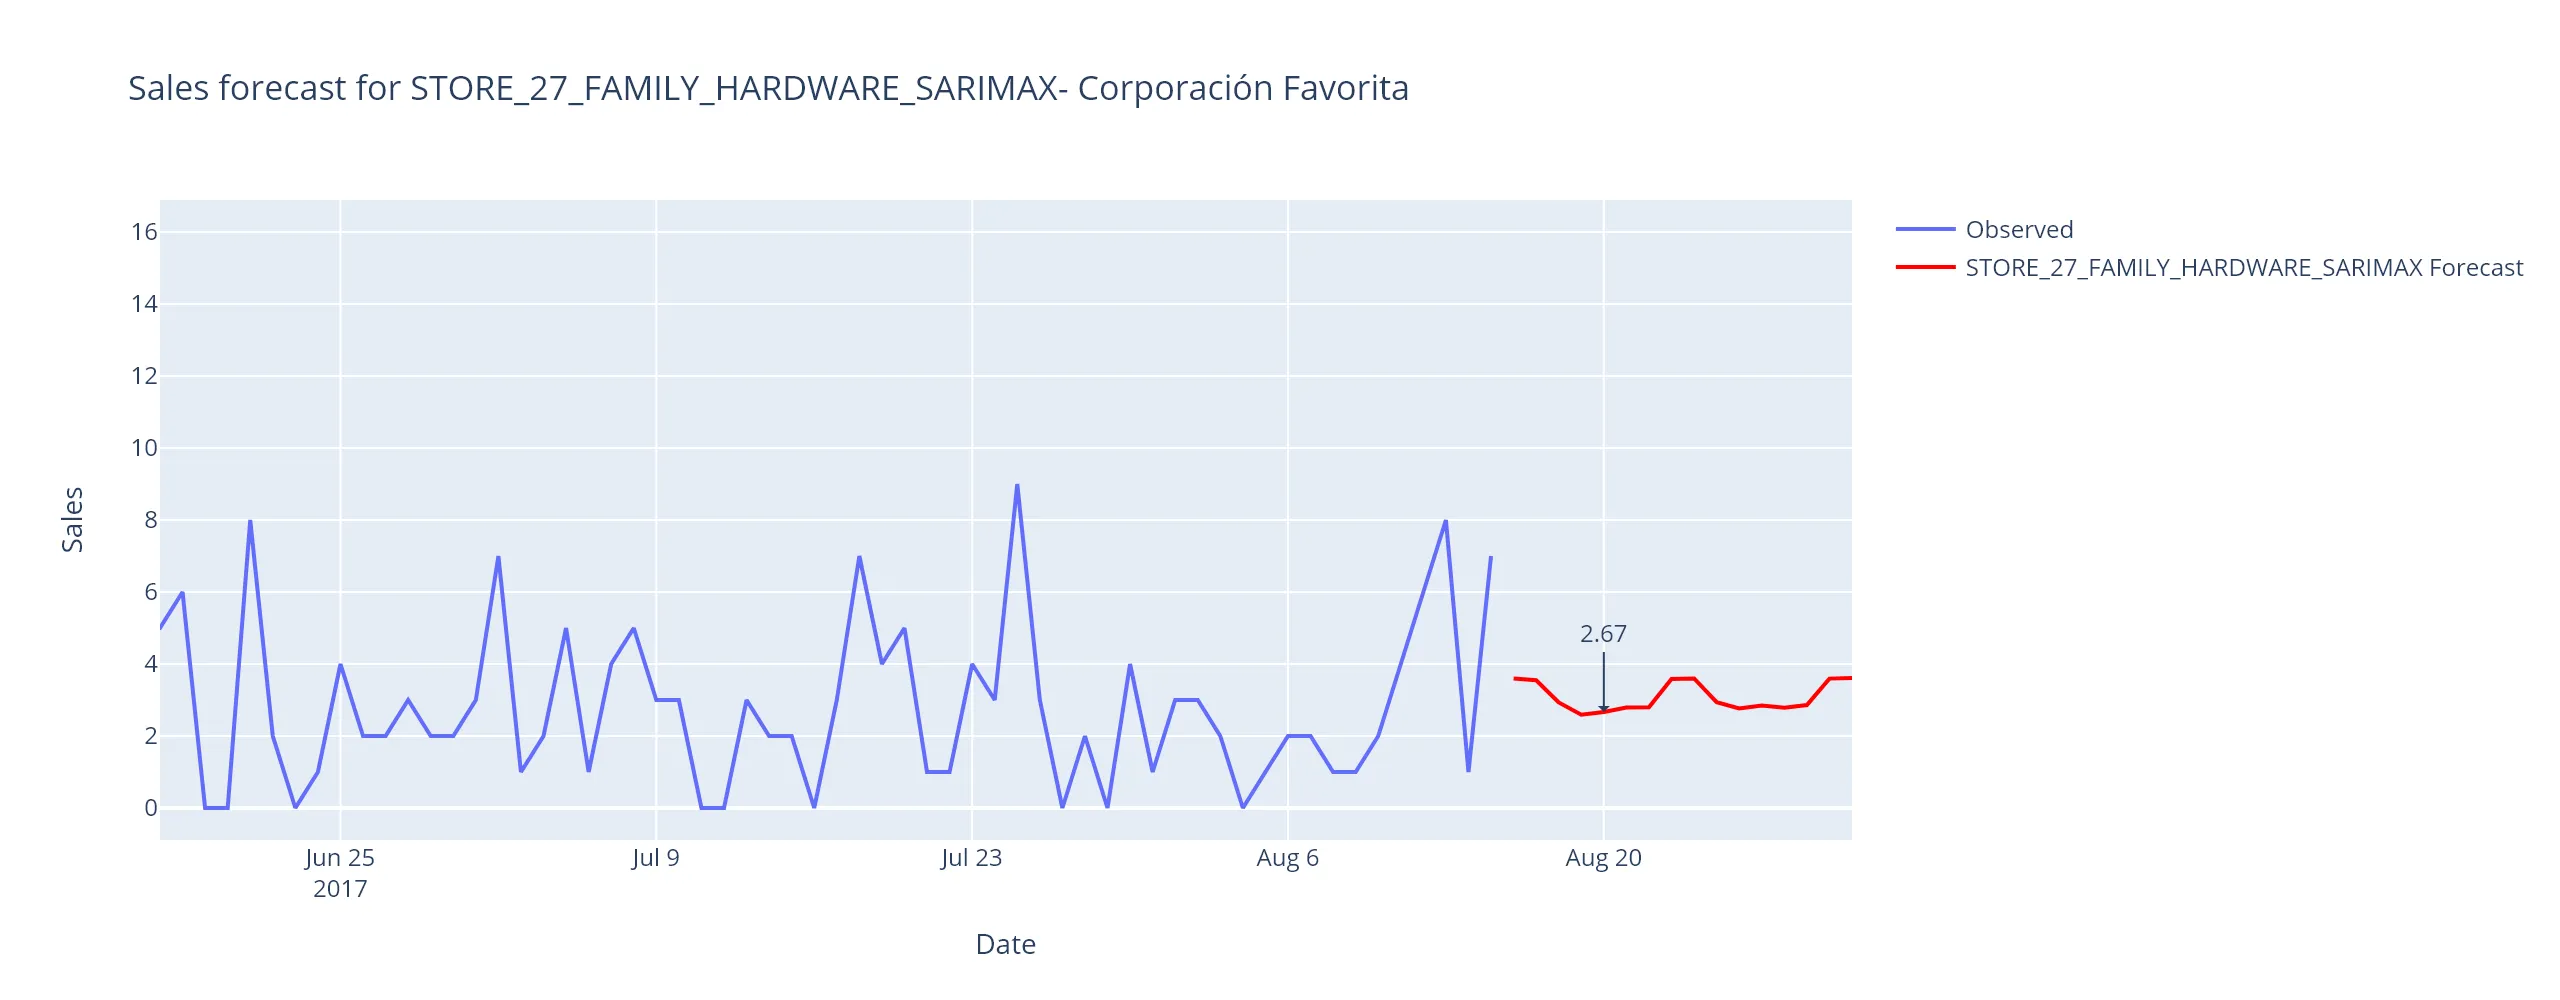 Sales forecast for STORE_27_FAMILY_HARDWARE_SARIMAX- Corporación Favorita
Observed
STORE_27_FAMILY_HARDWARE_SARIMAX Forecast
16
14
12
10
8
6
4
2
0
Sales
2.67
Jun 25
2017
Jul 9
Jul 23
Aug 6
Aug 20
Date